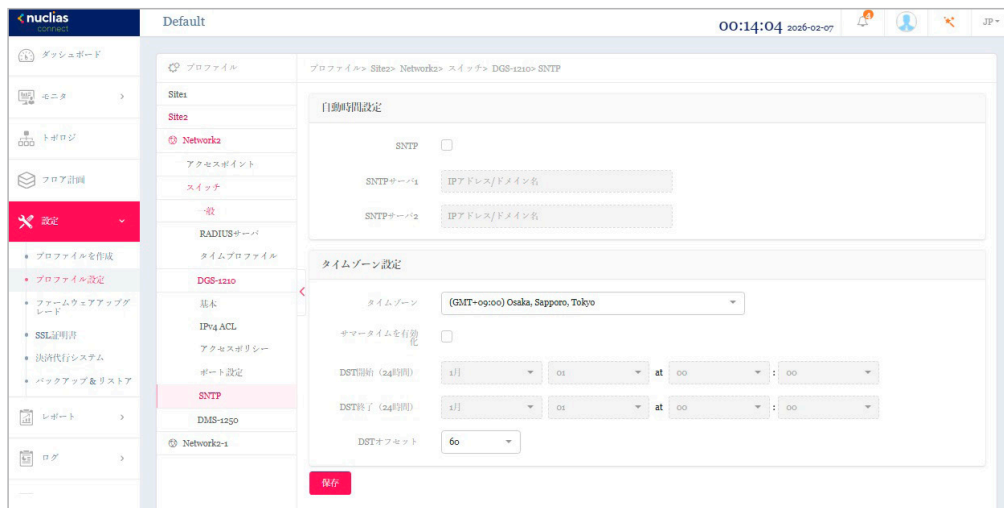 nuclias
connect
Default
00:14:04 2026-02-07
4
JP
ダッシュボード
モニタ
トポロジ
フロア計画
設定
プロファイルを作成
プロファイル設定
ファームウェアアップグ
レード
SSL証明書
決済代行システム
バックアップ&リストア
レポート
ログ
プロファイル
Site1
Site2
Network2
アクセスポイント
スイッチ
一般
RADIUSサーバ
タイムプロファイル
DGS-1210
基本
IPv4 ACL
アクセスポリシー
ポート設定
SNTP
DMS-1250
Network2-1
プロファイル> Site2> Network2> スイッチ> DGS-1210> SNTP
自動時間設定
SNTP
SNTPサーバ1 IPアドレス/ドメイン名
SNTPサーバ2 IPアドレス/ドメイン名
タイムゾーン設定
タイムゾーン (GMT+09:00) Osaka, Sapporo, Tokyo
サマータイムを有効
化
DST開始（24時間） 1月 01 at 00 : 00
DST終了（24時間） 1月 01 at 00 : 00
DSTオフセット 60
保存